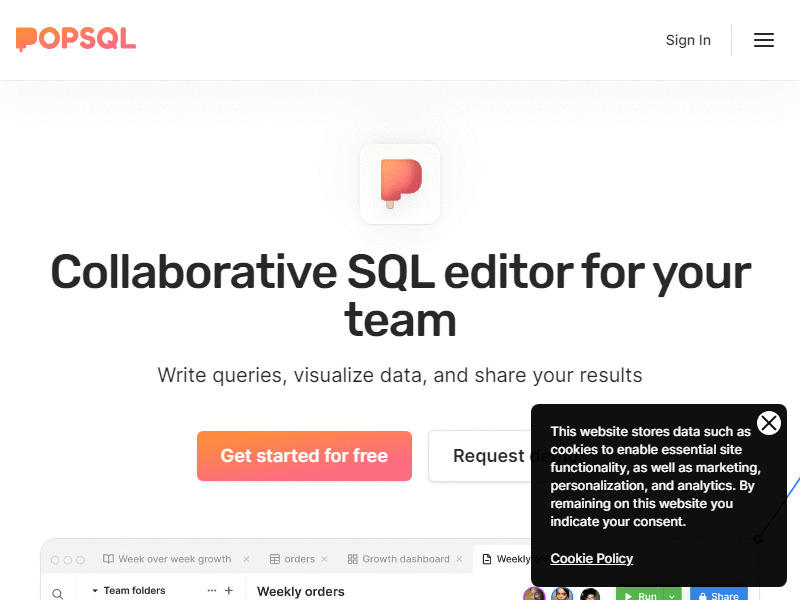 POPSQL
Sign In
Collaborative SQL editor for your
team
Write queries, visualize data, and share your results
Get started for free
Request demo
This website stores data such as
cookies to enable essential site
functionality, as well as marketing,
personalization, and analytics. By
remaining on this website you
indicate your consent.
Cookie Policy
Week over week growth
orders
Growth dashboard
Weekly
Team folders
Weekly orders
Run
Share